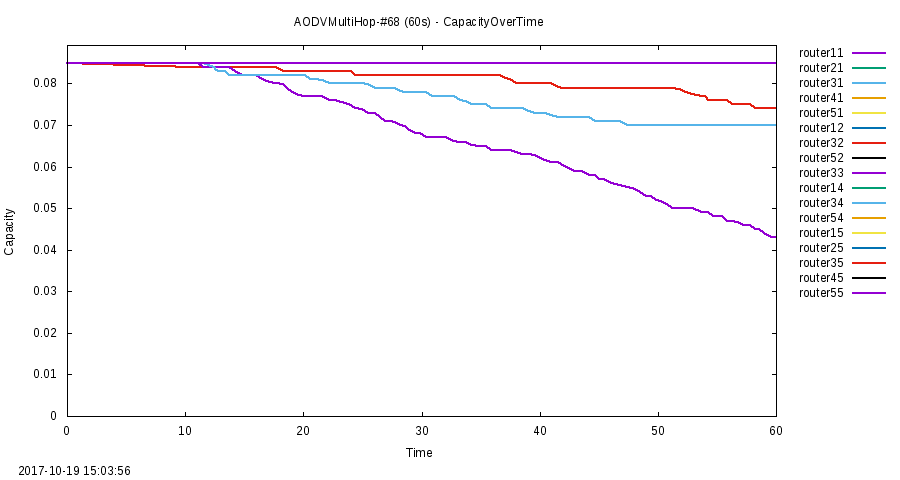 AODVMultiHop-#68 (60s) - CapacityOverTime
router11
router21
router31
router41
router51
router12
router32
router52
router33
router14
router34
router54
router15
router25
router35
router45
router55
0.08
0.07
0.06
0.05
0.04
0.03
0.02
0.01
0
Capacity
0 10 20 30 40 50 60
Time
2017-10-19 15:03:56